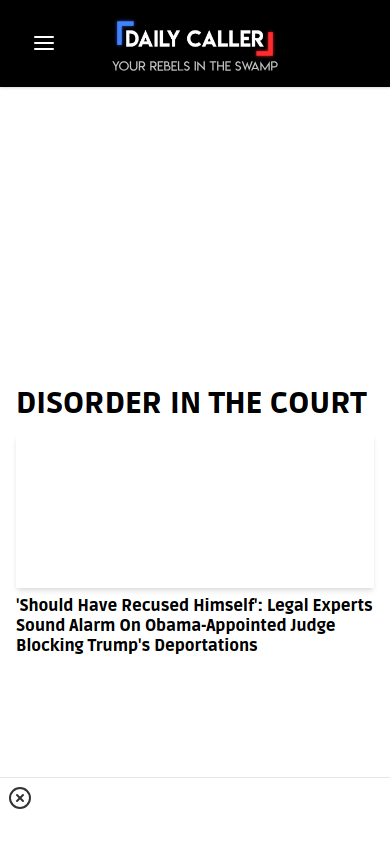 DAILY CALLER
YOUR REBELS IN THE SWAMP
DISORDER IN THE COURT
'Should Have Recused Himself': Legal Experts
Sound Alarm On Obama-Appointed Judge
Blocking Trump's Deportations